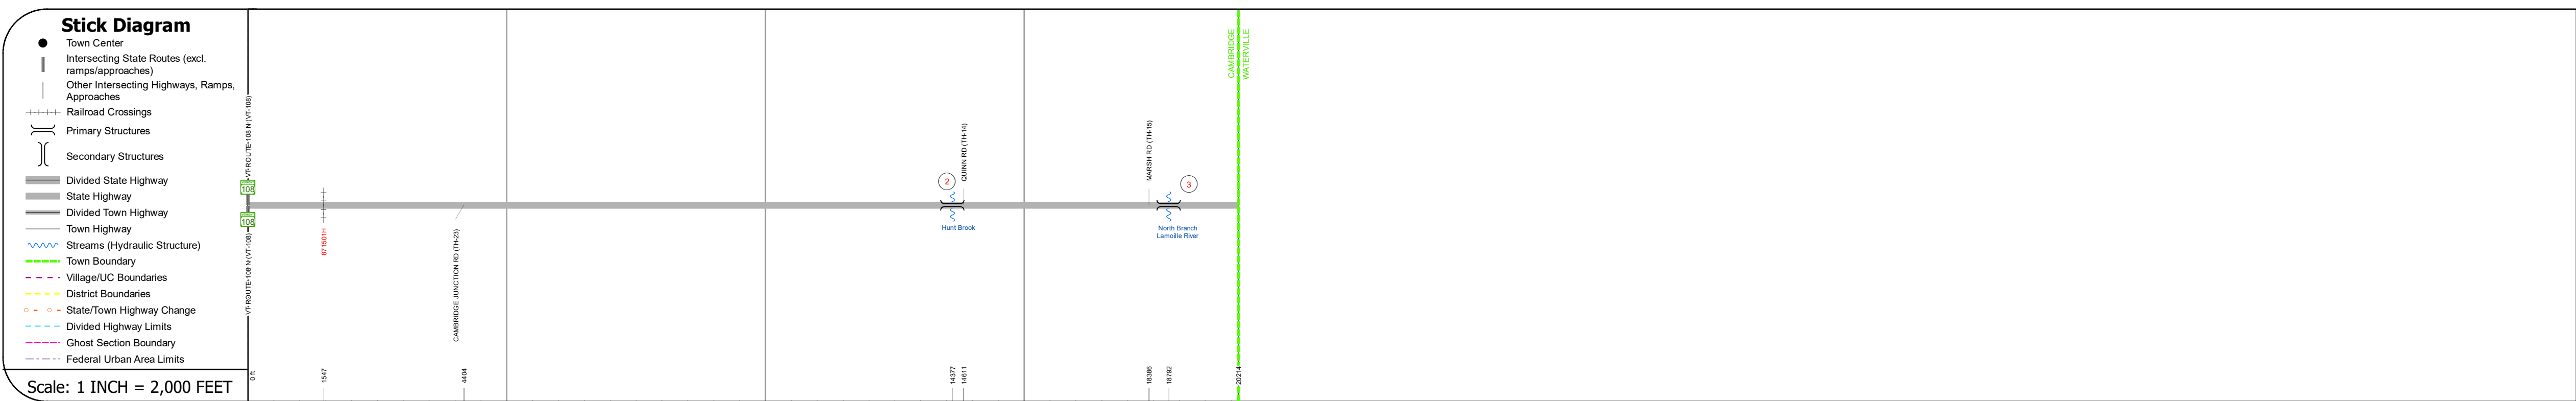 Stick Diagram
Town Center
Intersecting State Routes (excl.
ramps/approaches)
Other Intersecting Highways, Ramps,
Approaches
Railroad Crossings
Primary Structures
Secondary Structures
Divided State Highway
State Highway
Divided Town Highway
Town Highway
Streams (Hydraulic Structure)
Town Boundary
Village/UC Boundaries
District Boundaries
State/Town Highway Change
Divided Highway Limits
Ghost Section Boundary
Federal Urban Area Limits
Scale: 1 INCH = 2,000 FEET
VT-ROUTE-108 N (VT-108)
108
108
VT-ROUTE-108 N (VT-108)
0 ft
871501H
1547
CAMBRIDGE JUNCTION RD (TH-23)
4404
2
Hunt Brook
14377
QUINN RD (TH-14)
14611
MARSH RD (TH-15)
18386
3
North Branch
Lamoille River
18792
CAMBRIDGE
WATERVILLE
20214